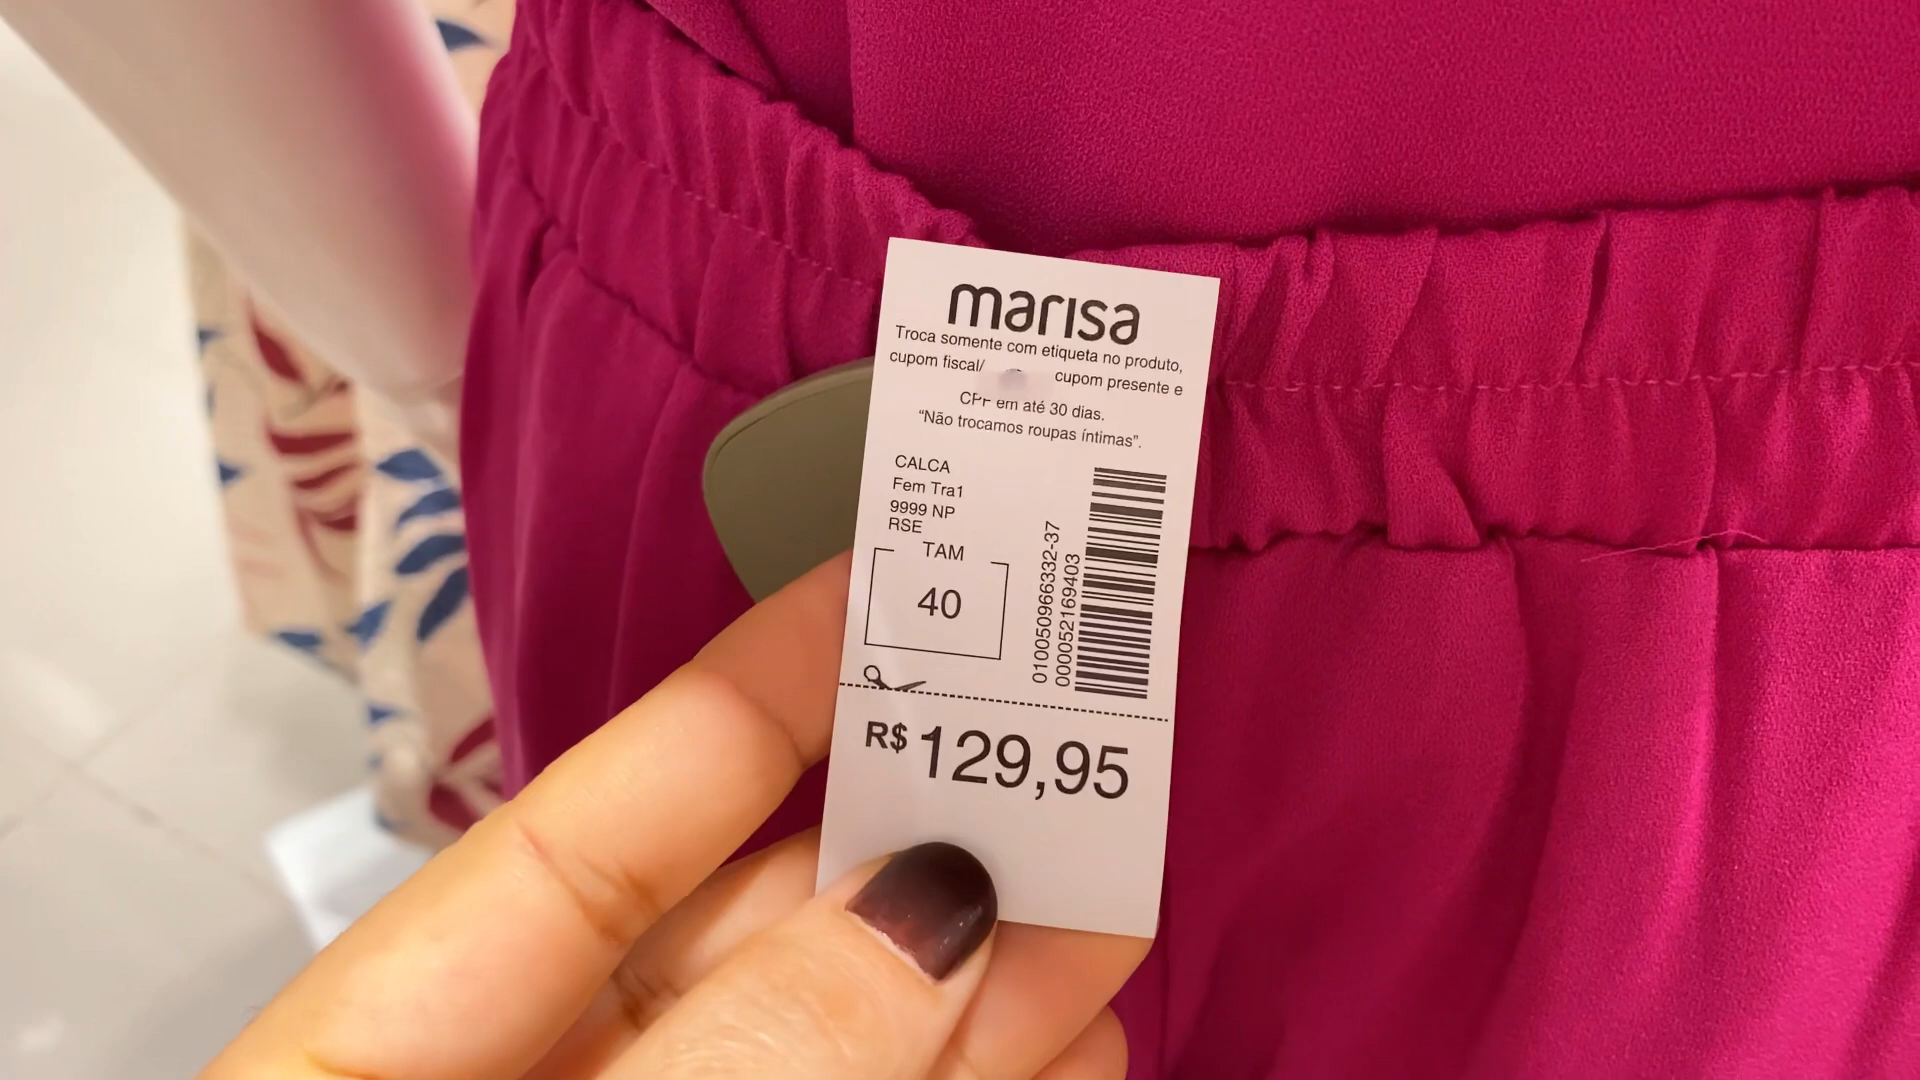 marisa
Troca somente com etiqueta no produto,
cupom fiscal/ cupom presente e
CPF em até 30 dias.
“Não trocamos roupas íntimas”.
CALCA
Fem Tra1
9999 NP
RSE
TAM
40
010050966332-37
000052169403
R$ 129,95